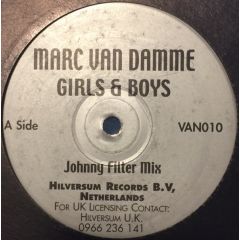 MARC VAN DAMME
GIRLS & BOYS
A Side
VAN010
Johnny Filter Mix
HILVERSUM RECORDS B.V,
NETHERLANDS
FOR UK LICENSING CONTACT:
HILVERSUM U.K.
0966 236 141